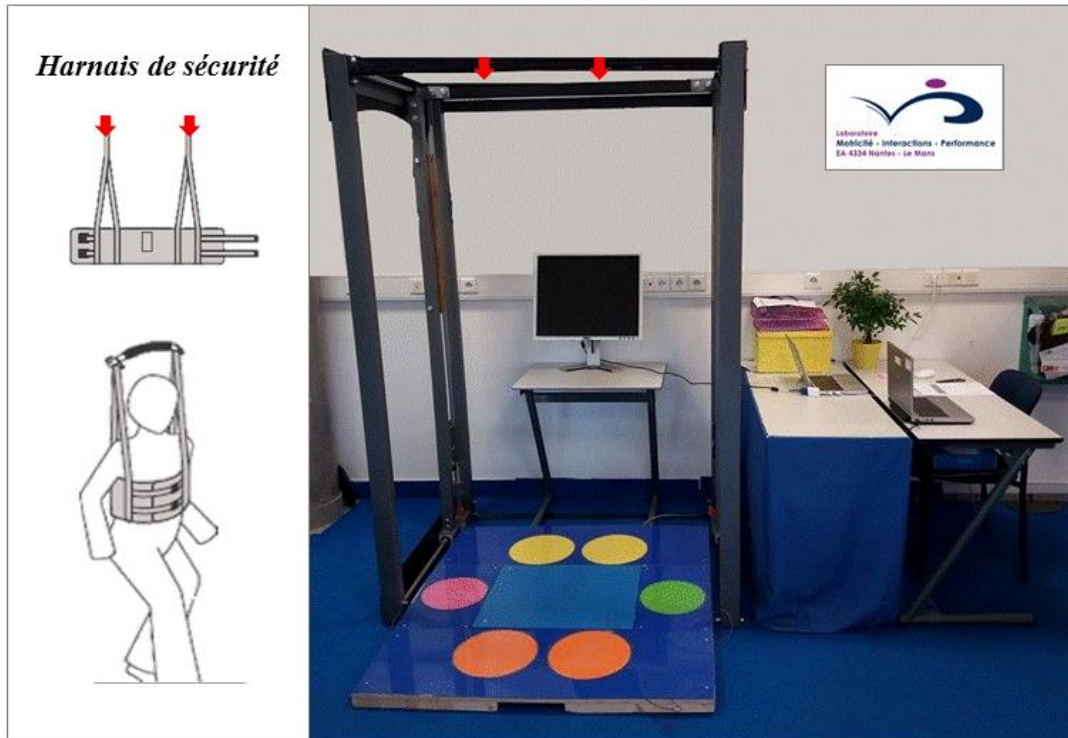 Harnais de sécurité
Laboratoire
Motricité - Interactions - Performance
EA 4334 Nantes - Le Mans